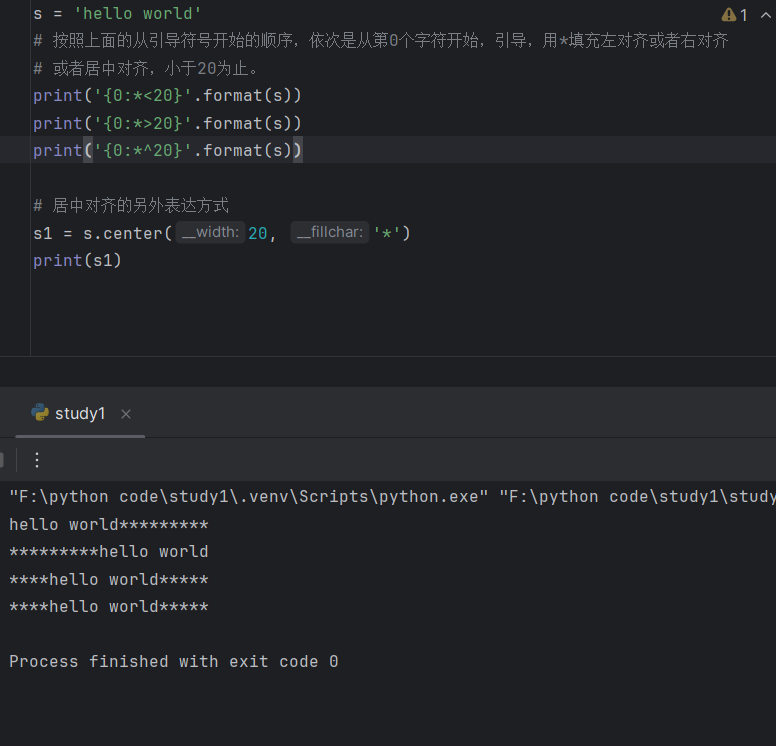 s = 'hello world'
1
# 按照上面的从引导符号开始的顺序，依次是从第0个字符开始，引导，用*填充左对齐或者右对齐
# 或者居中对齐，小于20为止。
print('{0:*<20}'.format(s))
print('{0:*>20}'.format(s))
print('{0:*^20}'.format(s))
# 居中对齐的另外表达方式
s1 = s.center( __width: 20, __fillchar: '*')
print(s1)
study1
"F:\python code\study1\.venv\Scripts\python.exe" "F:\python code\study1\study
hello world*********
*********hello world
****hello world*****
****hello world*****
Process finished with exit code 0